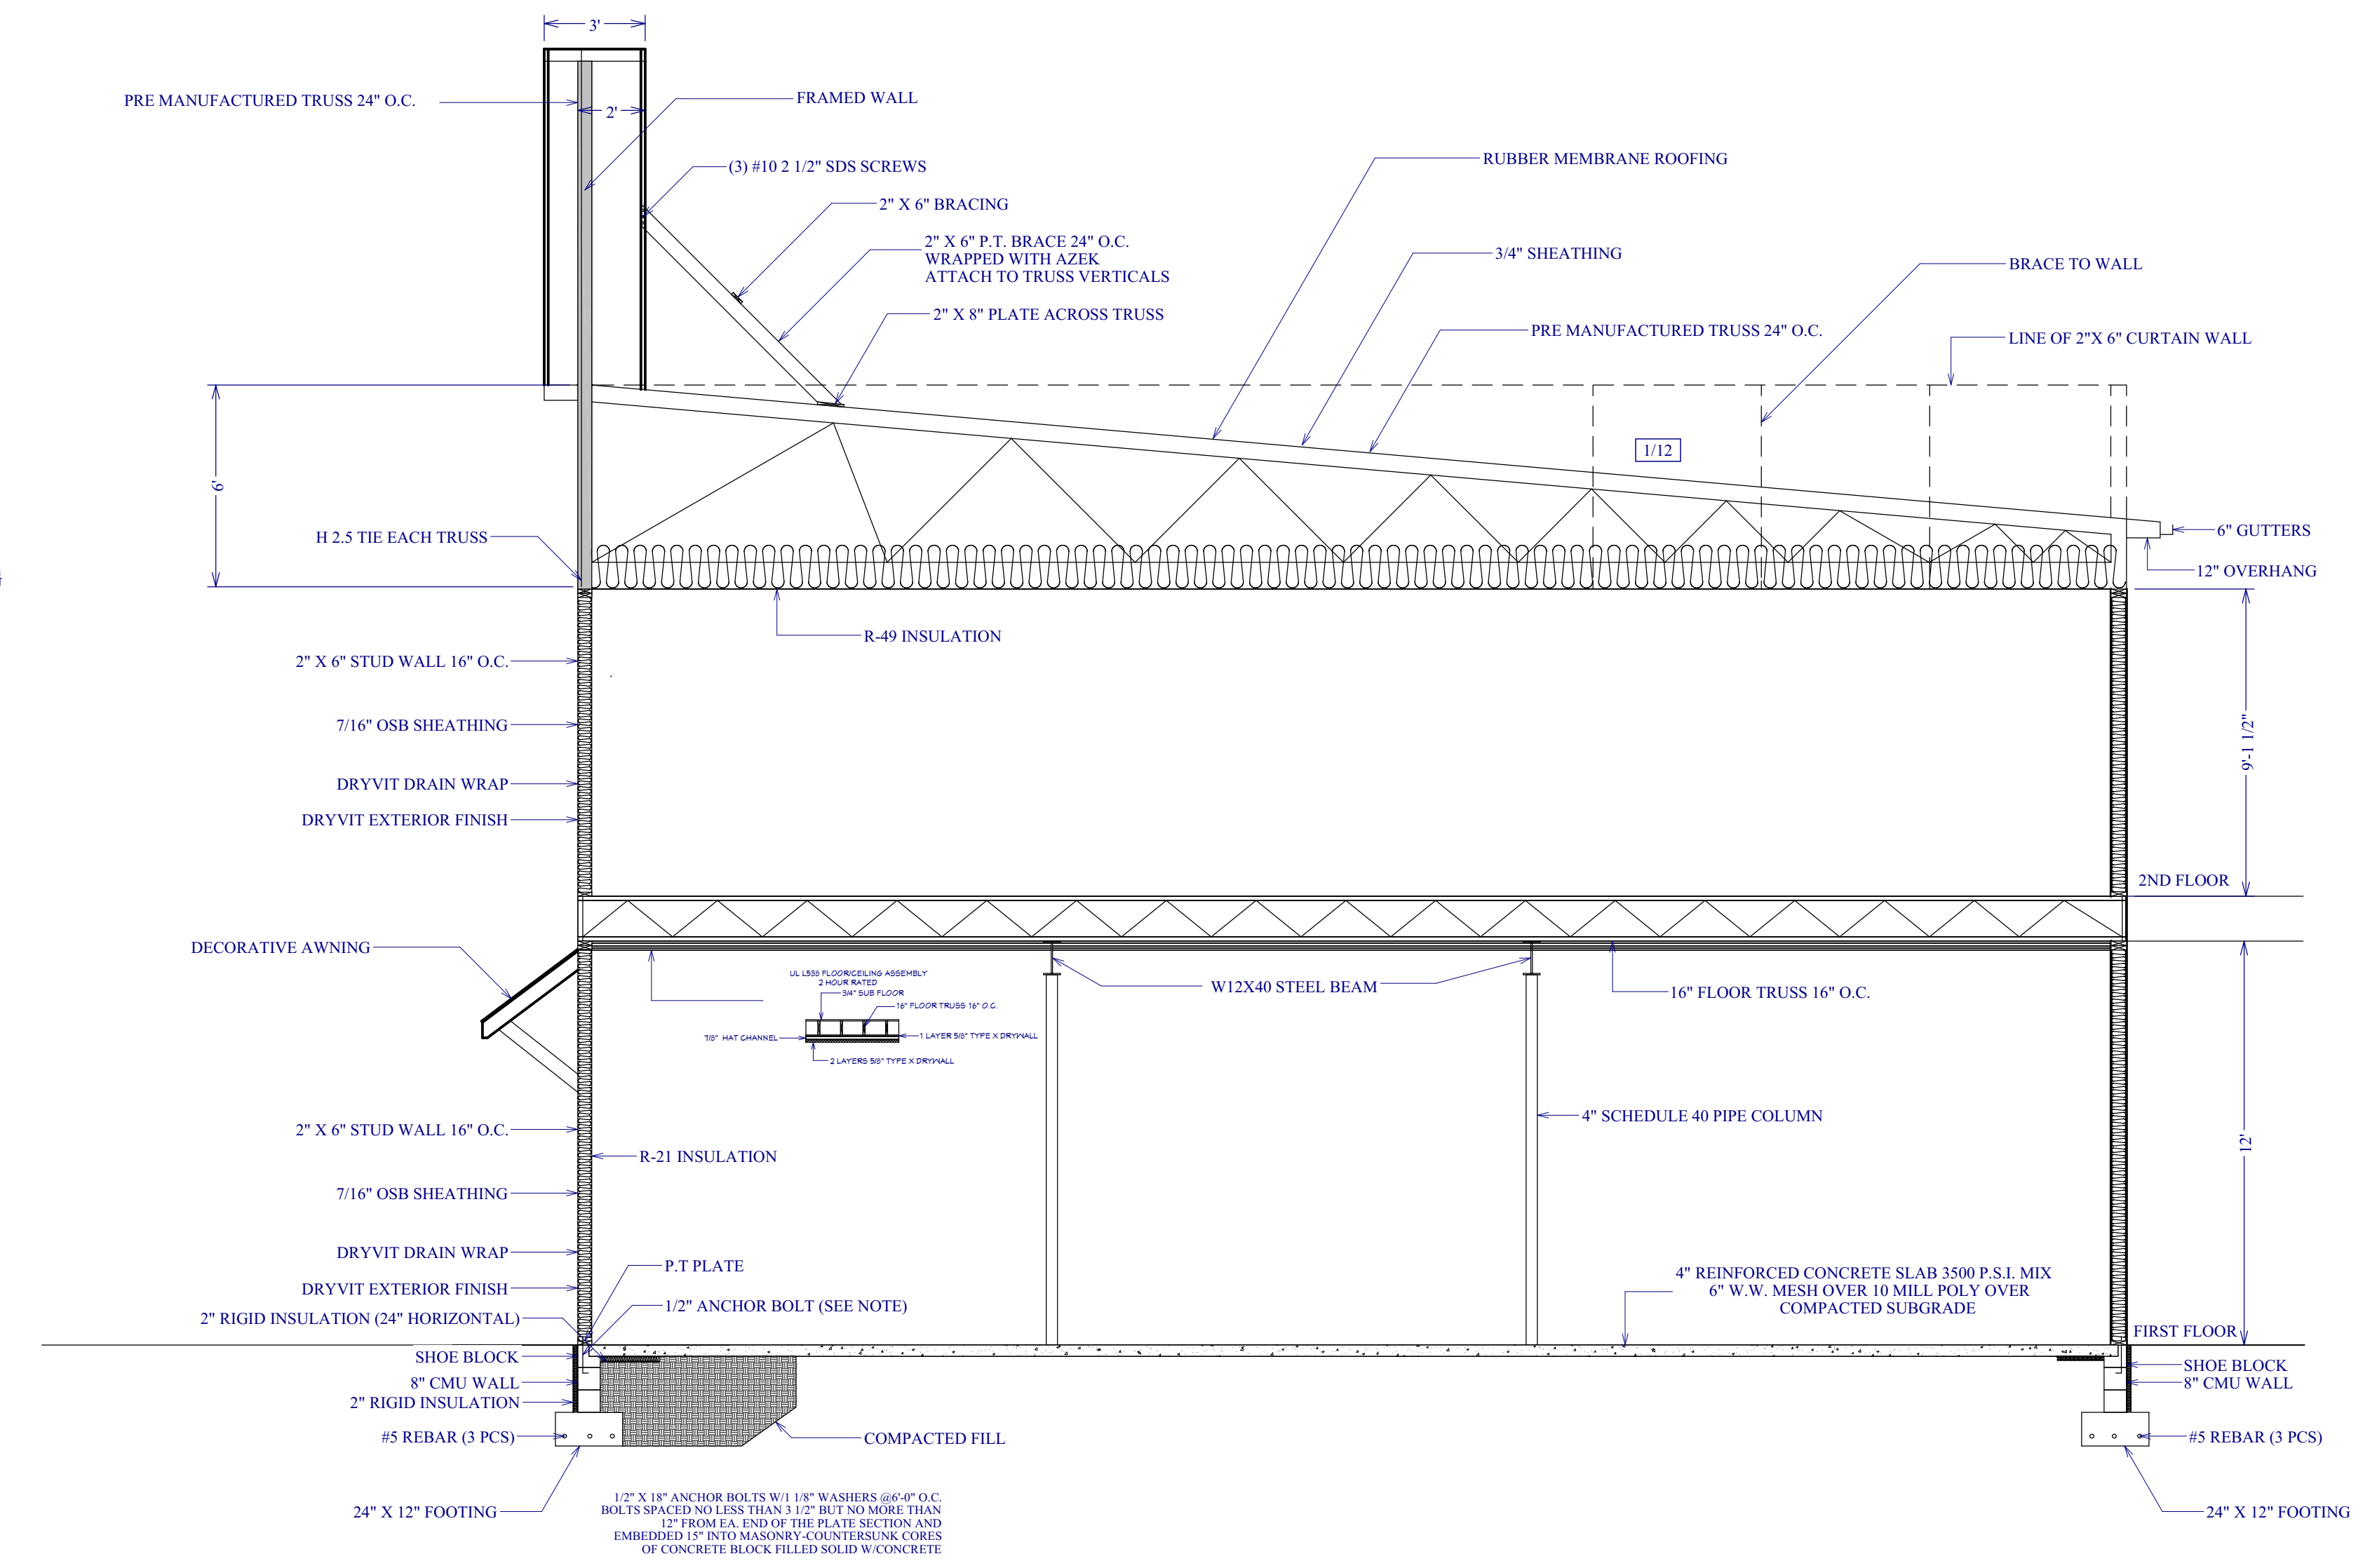 3'
PRE MANUFACTURED TRUSS 24" O.C.
FRAMED WALL
2'
(3) #10 2 1/2" SDS SCREWS
RUBBER MEMBRANE ROOFING
2" X 6" BRACING
2" X 6" P.T. BRACE 24" O.C.
WRAPPED WITH AZEK
ATTACH TO TRUSS VERTICALS
3/4" SHEATHING
BRACE TO WALL
2" X 8" PLATE ACROSS TRUSS
PRE MANUFACTURED TRUSS 24" O.C.
LINE OF 2"X 6" CURTAIN WALL
1/12
6'
H 2.5 TIE EACH TRUSS
6" GUTTERS
12" OVERHANG
R-49 INSULATION
2" X 6" STUD WALL 16" O.C.
7/16" OSB SHEATHING
9'-1 1/2"
DRYVIT DRAIN WRAP
DRYVIT EXTERIOR FINISH
2ND FLOOR
DECORATIVE AWNING
UL L538 FLOOR/CEILING ASSEMBLY
2 HOUR RATED
3/4" SUB FLOOR
16" FLOOR TRUSS 16" O.C.
7/8" HAT CHANNEL
1 LAYER 5/8" TYPE X DRYWALL
2 LAYERS 5/8" TYPE X DRYWALL
W12X40 STEEL BEAM
16" FLOOR TRUSS 16" O.C.
4" SCHEDULE 40 PIPE COLUMN
2" X 6" STUD WALL 16" O.C.
12'
R-21 INSULATION
7/16" OSB SHEATHING
DRYVIT DRAIN WRAP
P.T PLATE
DRYVIT EXTERIOR FINISH
1/2" ANCHOR BOLT (SEE NOTE)
4" REINFORCED CONCRETE SLAB 3500 P.S.I. MIX
6" W.W. MESH OVER 10 MILL POLY OVER
COMPACTED SUBGRADE
2" RIGID INSULATION (24" HORIZONTAL)
FIRST FLOOR
SHOE BLOCK
SHOE BLOCK
8" CMU WALL
8" CMU WALL
2" RIGID INSULATION
#5 REBAR (3 PCS)
COMPACTED FILL
#5 REBAR (3 PCS)
24" X 12" FOOTING
24" X 12" FOOTING
1/2" X 18" ANCHOR BOLTS W/1 1/8" WASHERS @6'-0" O.C.
BOLTS SPACED NO LESS THAN 3 1/2" BUT NO MORE THAN
12" FROM EA. END OF THE PLATE SECTION AND
EMBEDDED 15" INTO MASONRY-COUNTERSUNK CORES
OF CONCRETE BLOCK FILLED SOLID W/CONCRETE